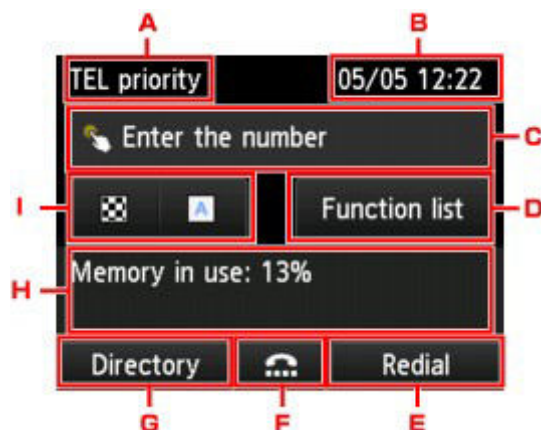 A B
TEL priority 05/05 12:22
Enter the number C
I A Function list D
H Memory in use: 13%
Directory Redial
G F E